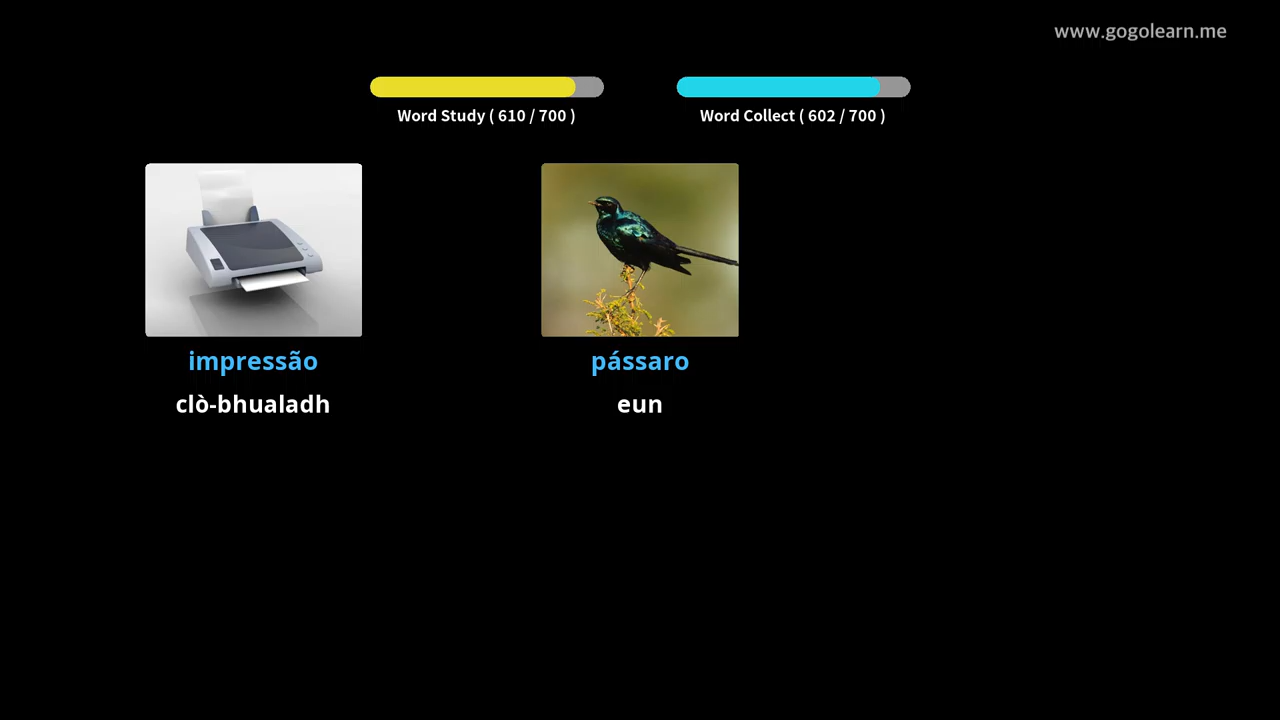 www.gogolearn.me
Word Study ( 610 / 700 )
Word Collect ( 602 / 700 )
impressão
pássaro
clò-bhualadh
eun